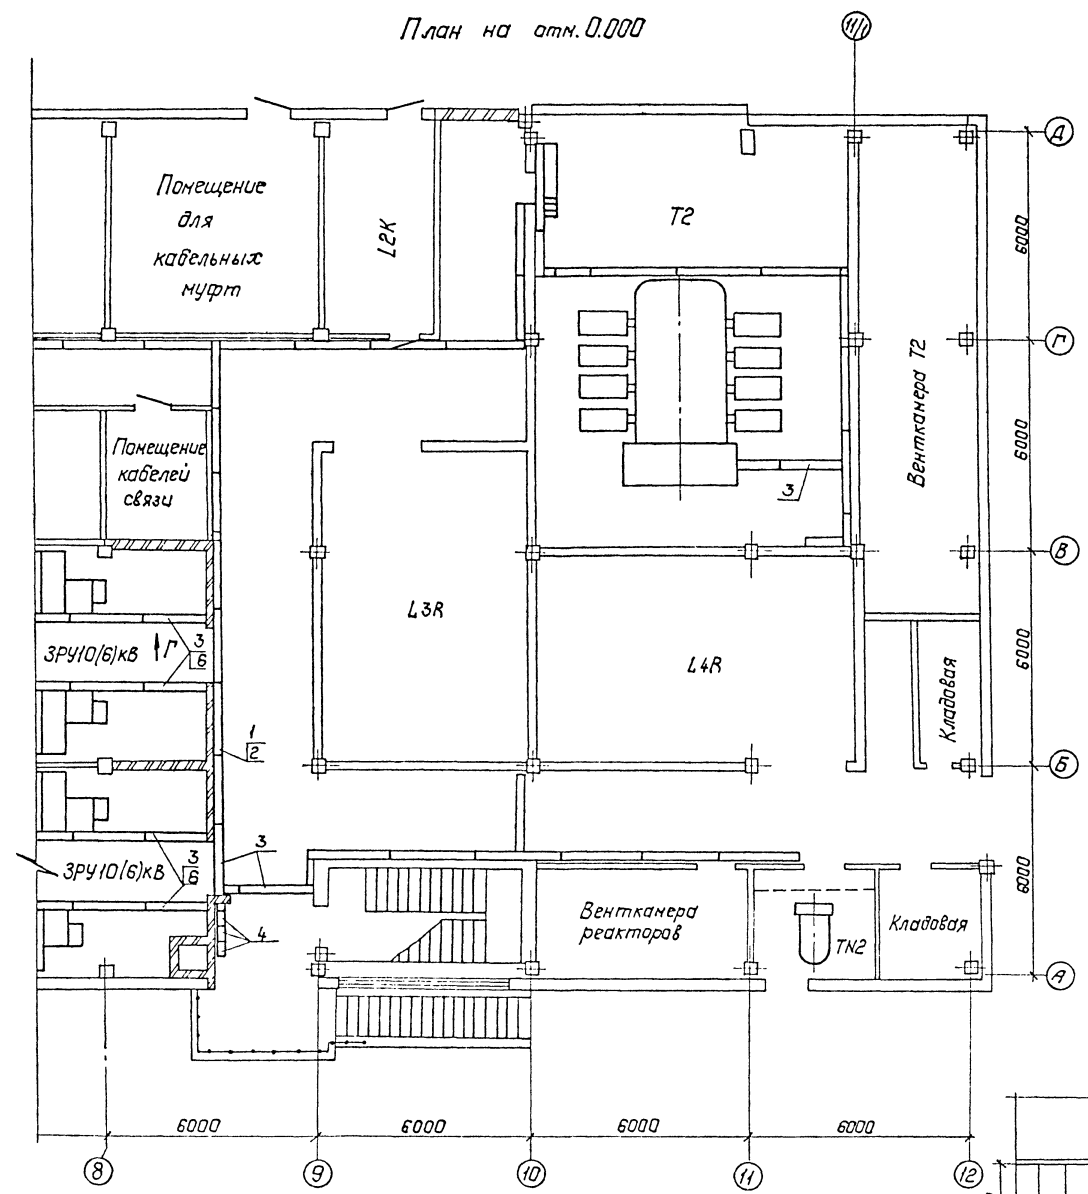 План на отм. 0.000
11/1
Д
Помещение
для
кабельных
муфт
L2К
Т2
6000
Г
Вентканера Т2
6000
Помещение
кабелей
связи
3
В
L3R
L4R
6000
ЗРУ10(6)кВ
Г
3
6
Кладовая
1
2
Б
3
ЗРУ10(6)кВ
3
6
6000
4
Вентканера
реакторов
TN2
Кладовая
А
6000
6000
6000
6000
8
9
10
11
12